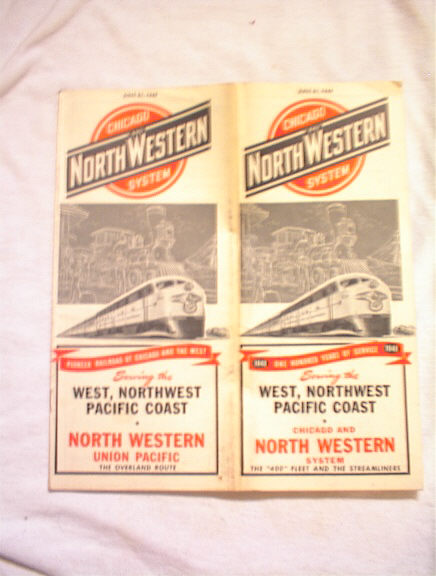 CHICAGO
AND
NORTH WESTERN
SYSTEM
PIONEER RAILROAD OF CHICAGO AND THE WEST
Serving the
WEST, NORTHWEST
PACIFIC COAST
NORTH WESTERN
UNION PACIFIC
THE OVERLAND ROUTE
CHICAGO
AND
NORTH WESTERN
SYSTEM
ONE HUNDRED YEARS OF SERVICE
Serving the
WEST, NORTHWEST
PACIFIC COAST
CHICAGO AND
NORTH WESTERN
SYSTEM
THE "400" FLEET AND THE STREAMLINERS